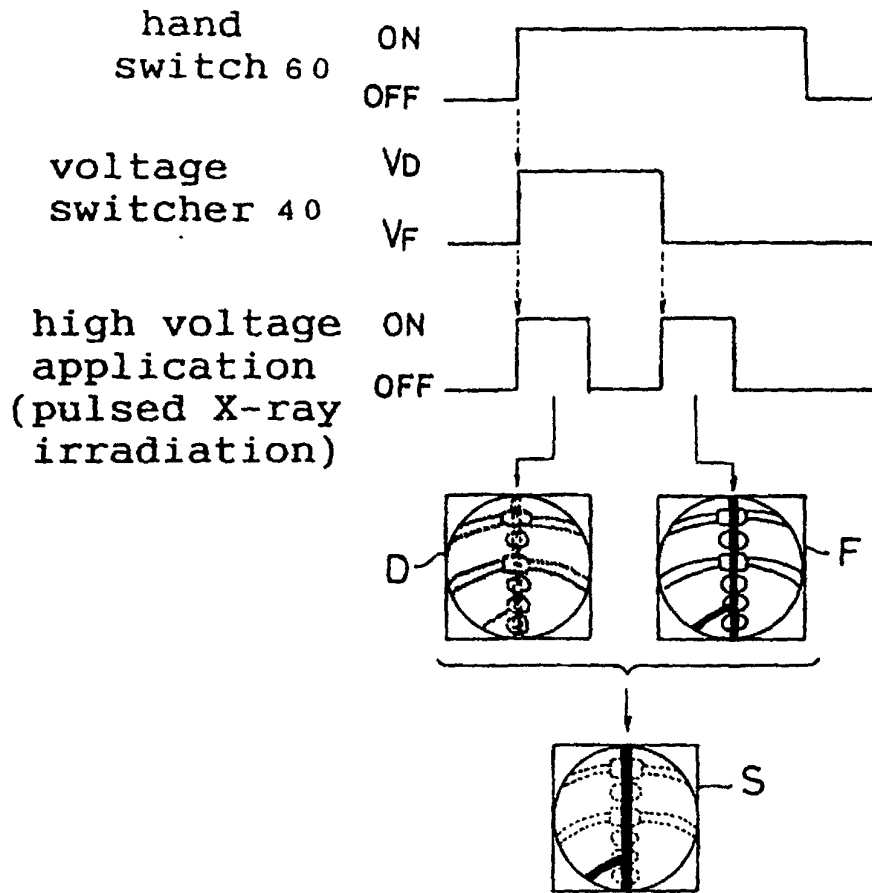 hand
switch 60
ON
OFF
voltage
switcher 40
VD
VF
high voltage
application
(pulsed X-ray
irradiation)
ON
OFF
D
F
S